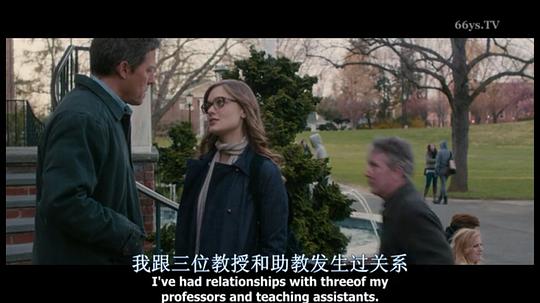 66ys.TV
我跟三位教授和助教发生过关系
I've had relationships with threeof my
professors and teaching assistants.